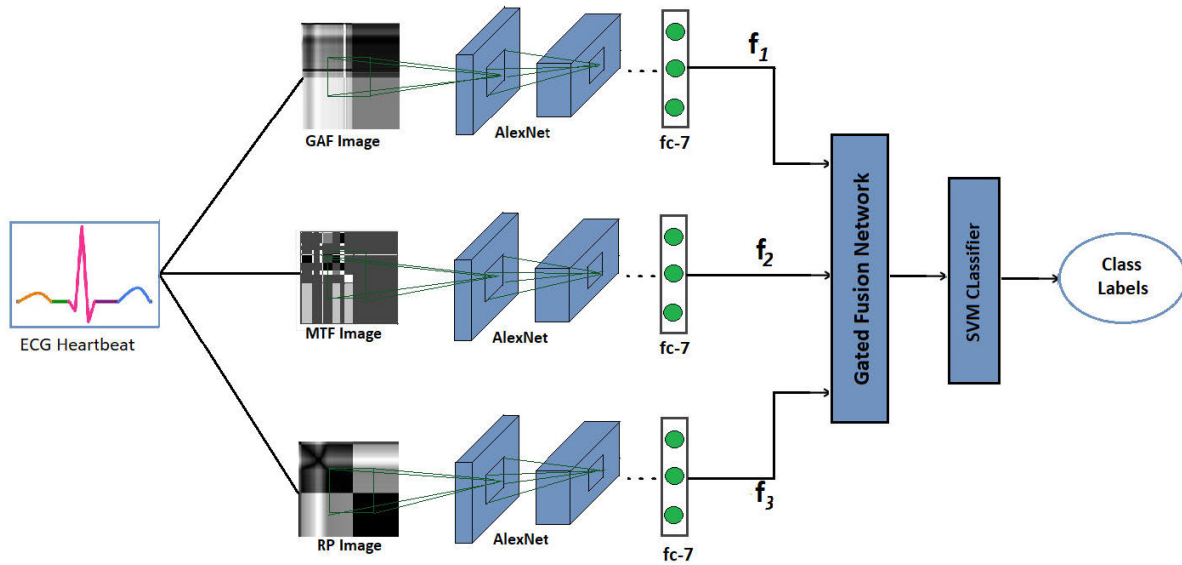 ECG Heartbeat
GAF Image
AlexNet
fc-7
f1
MTF Image
AlexNet
fc-7
f2
RP Image
AlexNet
fc-7
f3
Gated Fusion Network
SVM CLassifier
Class
Labels